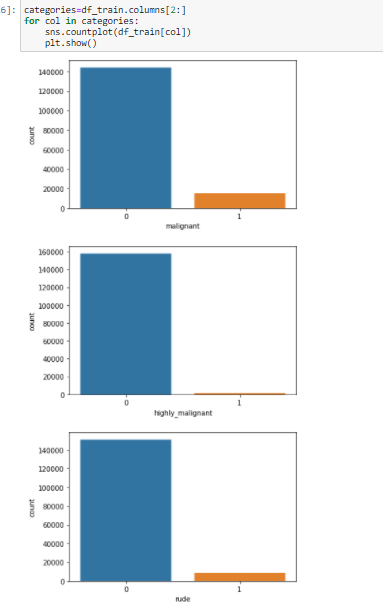 6]:
categories=df_train.columns[2:]
for col in categories:
    sns.countplot(df_train[col])
    plt.show()
140000
120000
100000
80000
60000
40000
20000
0
count
0 1
malignant
160000
140000
120000
100000
80000
60000
40000
20000
0
count
0 1
highly_malignant
140000
120000
100000
80000
60000
40000
20000
0
count
0 1
rude